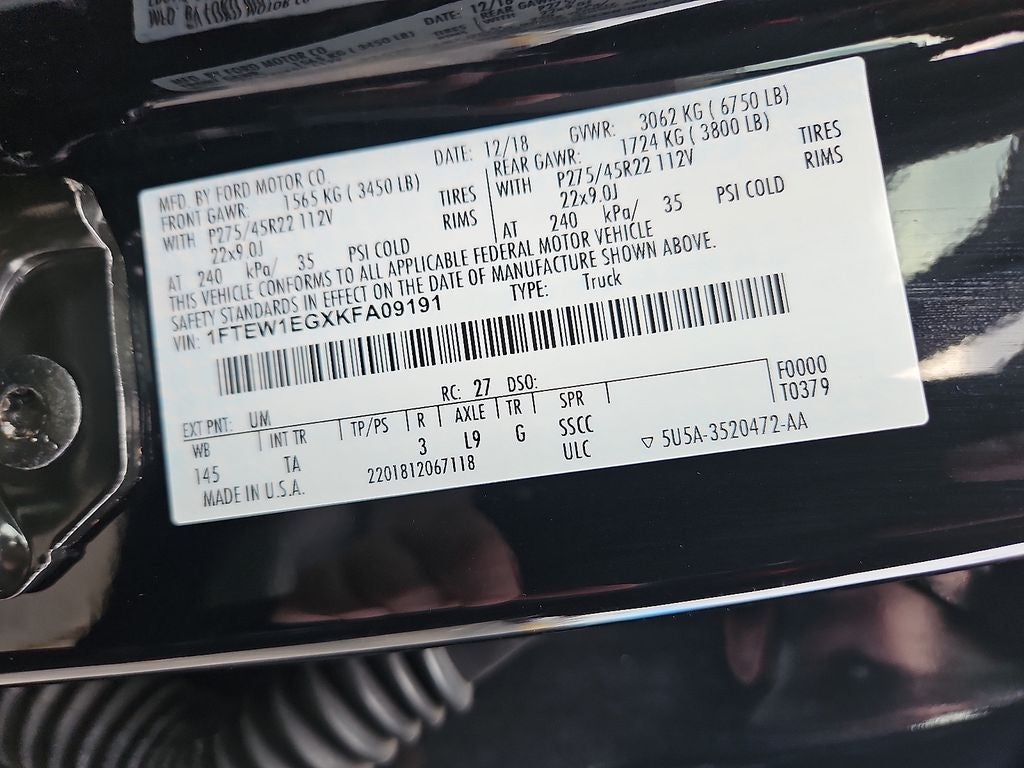 MFD. BY FORD MOTOR CO.
DATE: 12/18 GVWR: 3062 KG ( 6750 LB)
FRONT GAWR: 1565 KG ( 3450 LB) REAR GAWR: 1724 KG ( 3800 LB)
WITH P275/45R22 112V TIRES WITH P275/45R22 112V TIRES
22x9.0J RIMS 22x9.0J RIMS
AT 240 kPa/ 35 PSI COLD AT 240 kPa/ 35 PSI COLD
THIS VEHICLE CONFORMS TO ALL APPLICABLE FEDERAL MOTOR VEHICLE
SAFETY STANDARDS IN EFFECT ON THE DATE OF MANUFACTURE SHOWN ABOVE.
VIN: 1FTEW1EGXKFA09191 TYPE: Truck
EXT PNT: UM RC: 27 DSO: F0000
WB INT TR TP/PS R AXLE TR SPR T0379
145 TA 3 L9 G SSCC
2201812067118 ULC
MADE IN U.S.A. 5U5A-3520472-AA